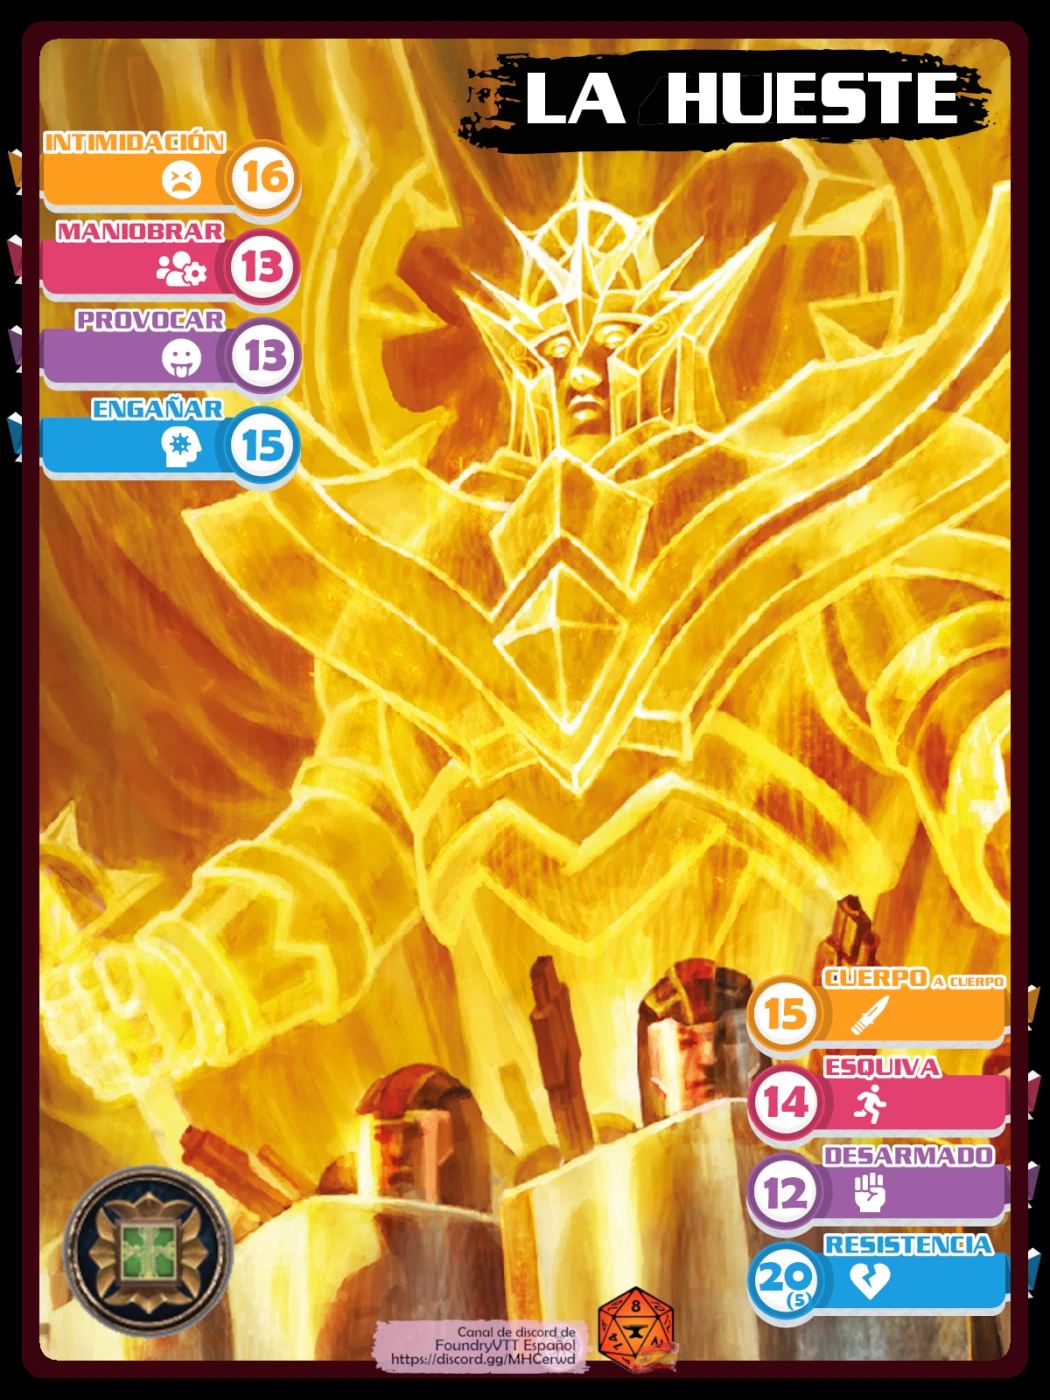 LA HUESTE
INTIMIDACIÓN
16
MANIOBRAR
13
PROVOCAR
13
ENGAÑAR
15
CUERPO A CUERPO
15
ESQUIVA
14
DESARMADO
12
RESISTENCIA
20
(5)
8
Canal de discord de
FoundryVTT Español
https://discord.gg/MHCerwd